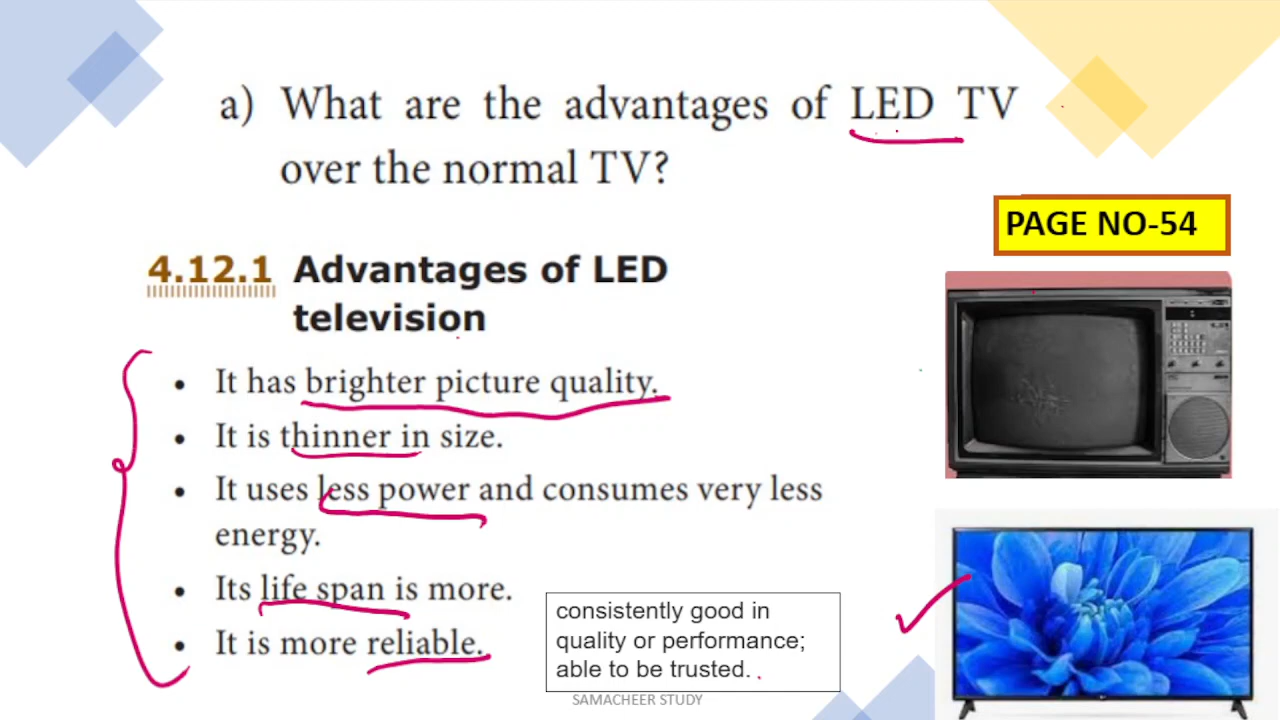 a) What are the advantages of LED TV
over the normal TV?
PAGE NO-54
4.12.1 Advantages of LED
television
• It has brighter picture quality.
• It is thinner in size.
• It uses less power and consumes very less
energy.
• Its life span is more.
• It is more reliable.
consistently good in
quality or performance;
able to be trusted.
SAMACHEER STUDY